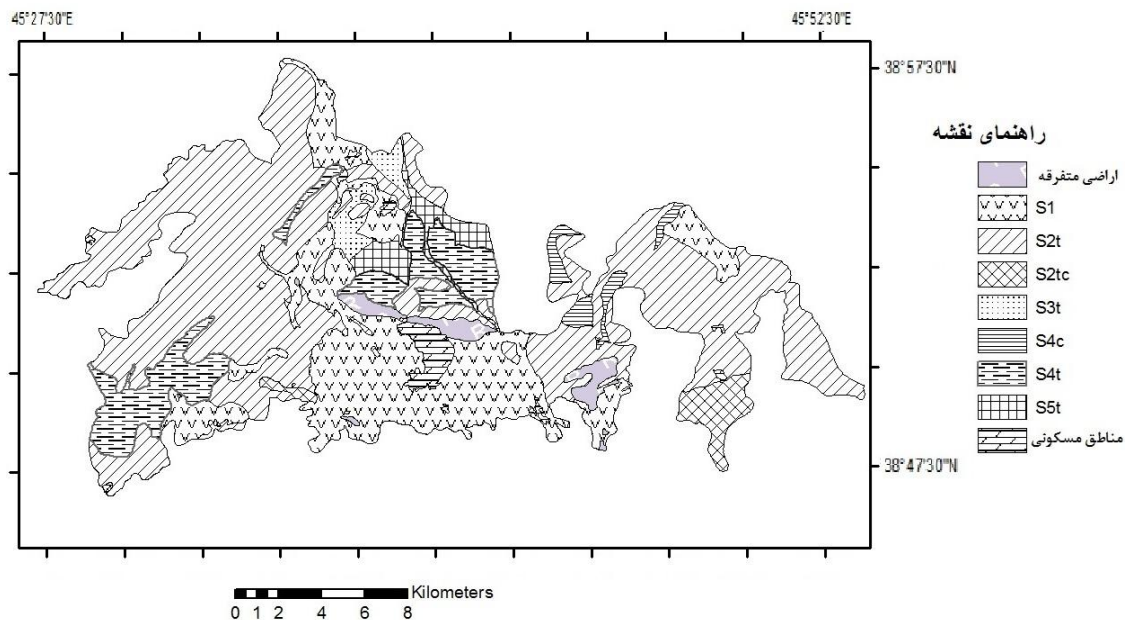 45°27'30"E
45°52'30"E
38°57'30"N
راهنمای نقشه
اراضی متفرقه
S1
S2t
S2tc
S3t
S4c
S4t
S5t
مناطق مسکونی
38°47'30"N
Kilometers
0 1 2 4 6 8